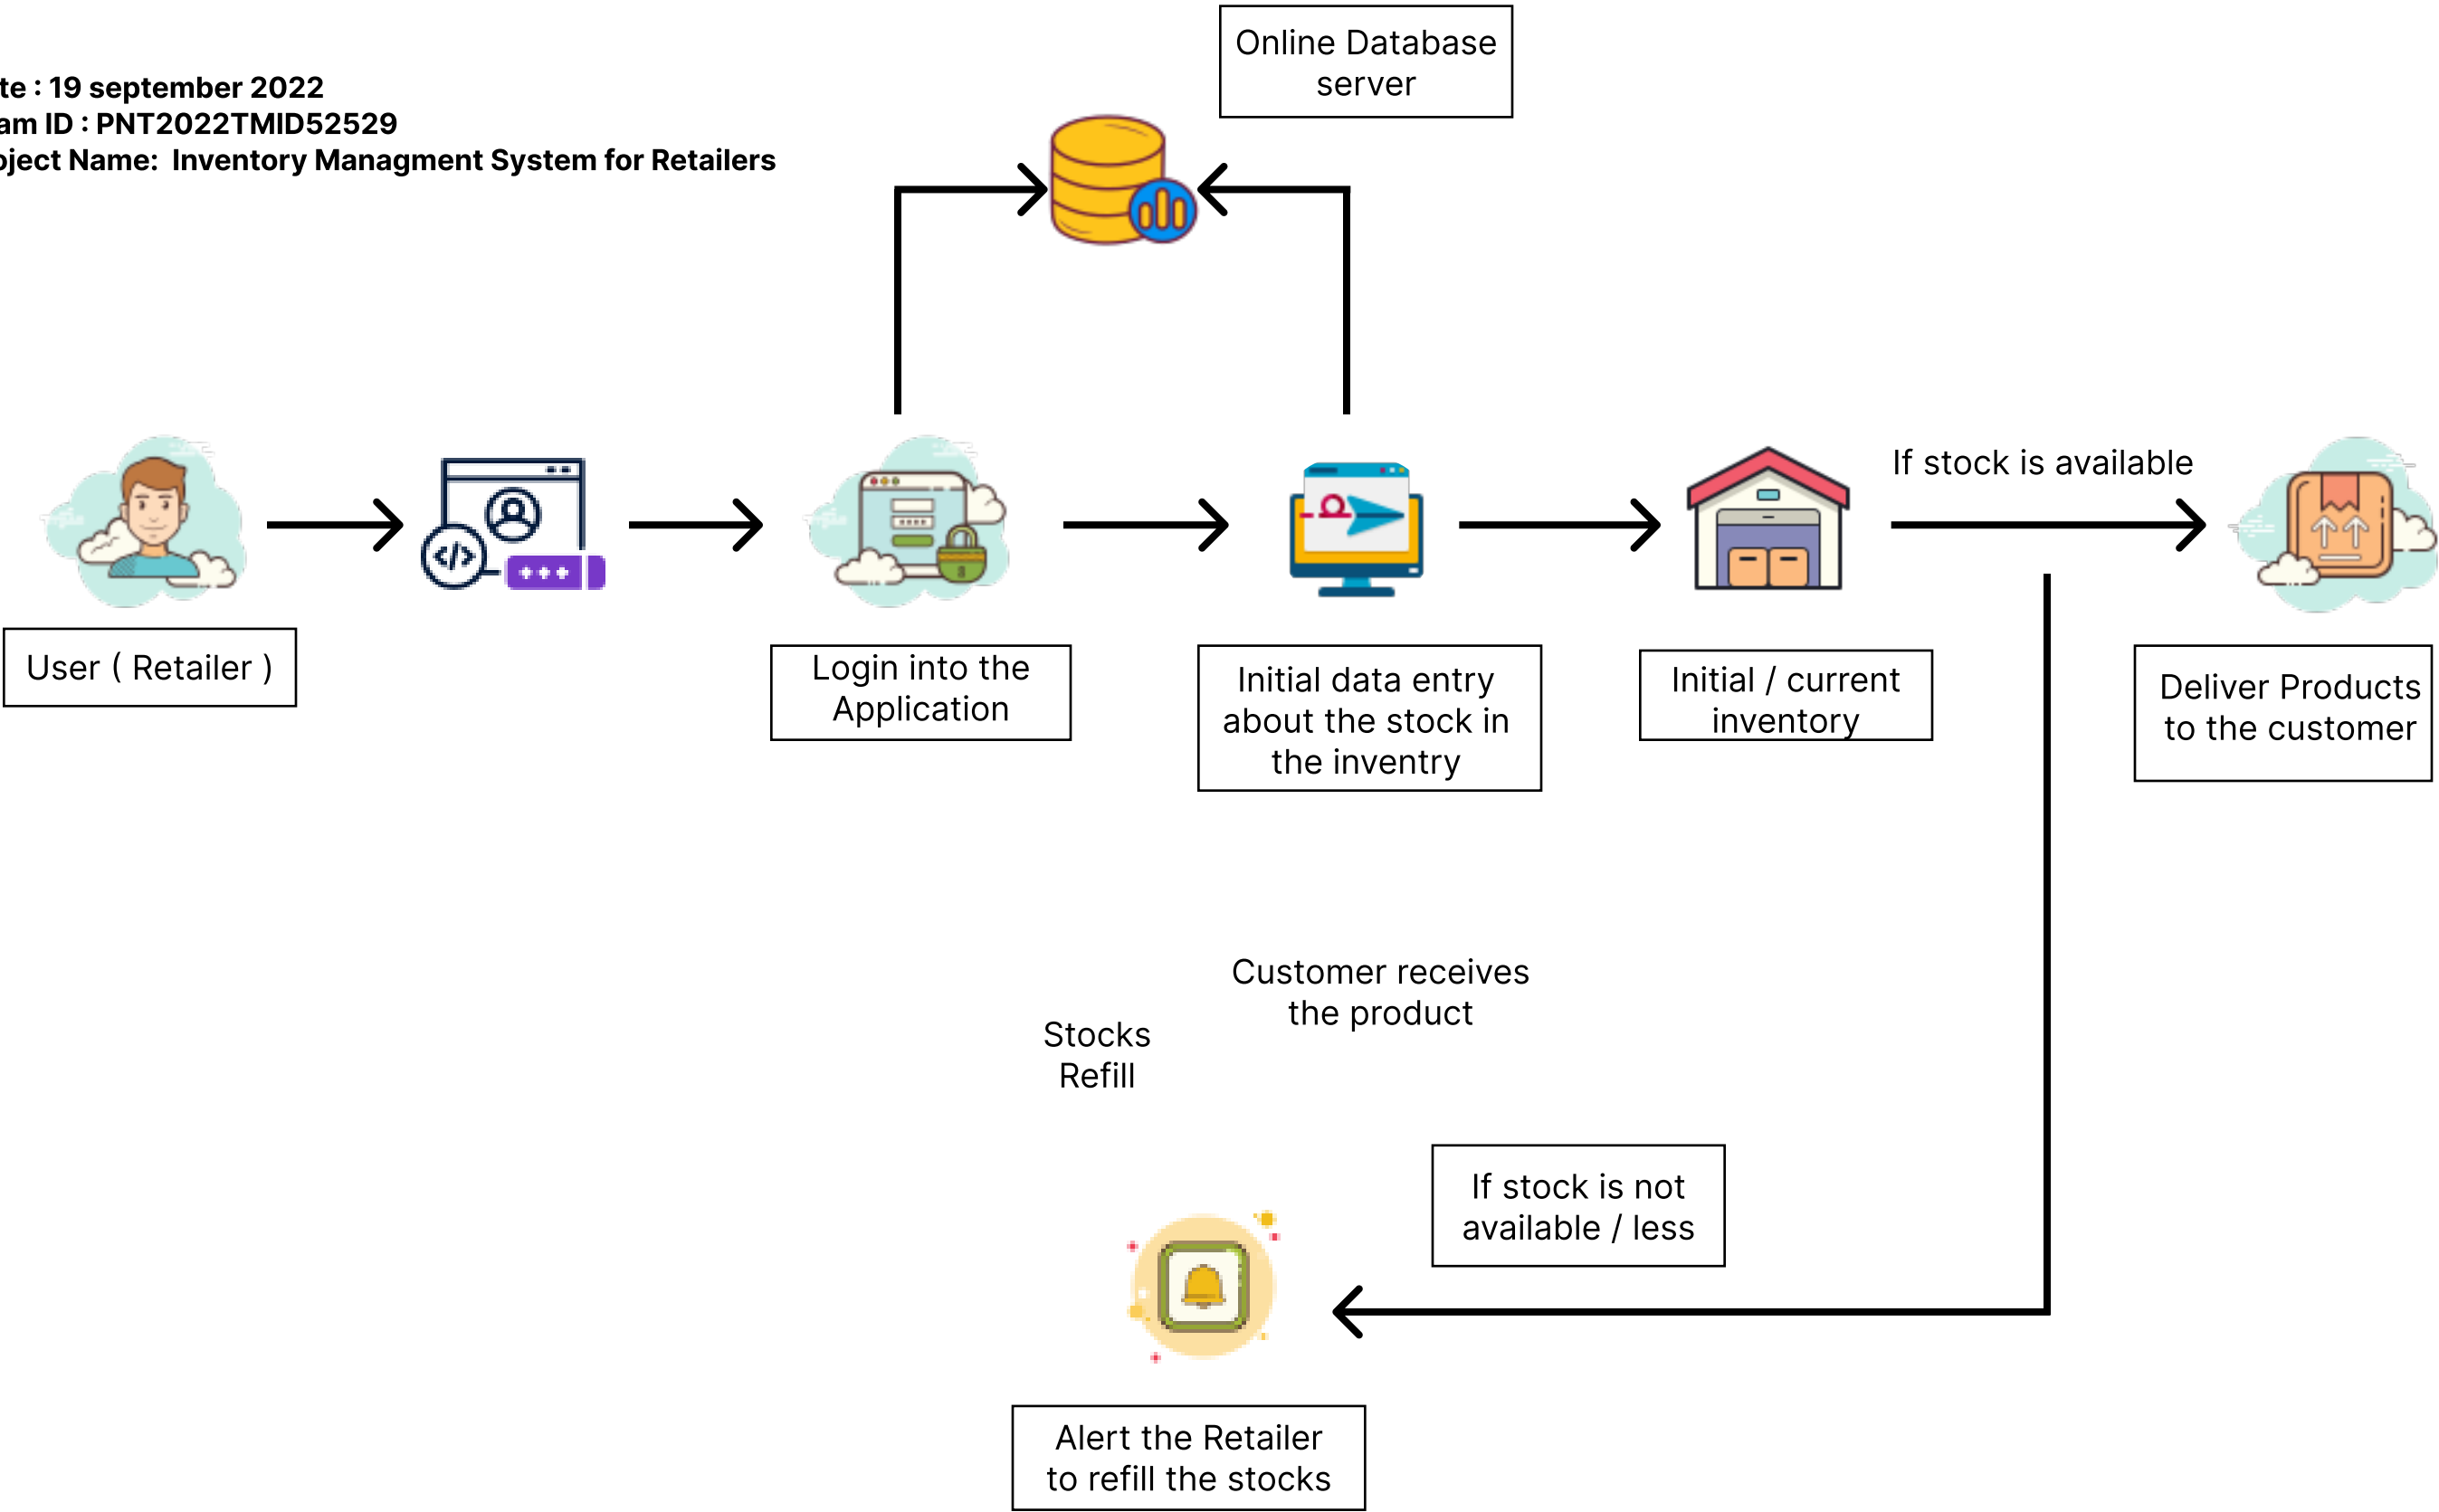 Online Database
server
te : 19 september 2022
am ID : PNT2022TMID52529
oject Name:  Inventory Managment System for Retailers
If stock is available
User ( Retailer )
Login into the
Application
Initial data entry
about the stock in
the inventry
Initial / current
inventory
Deliver Products
to the customer
Customer receives
the product
Stocks
Refill
If stock is not
available / less
Alert the Retailer
to refill the stocks